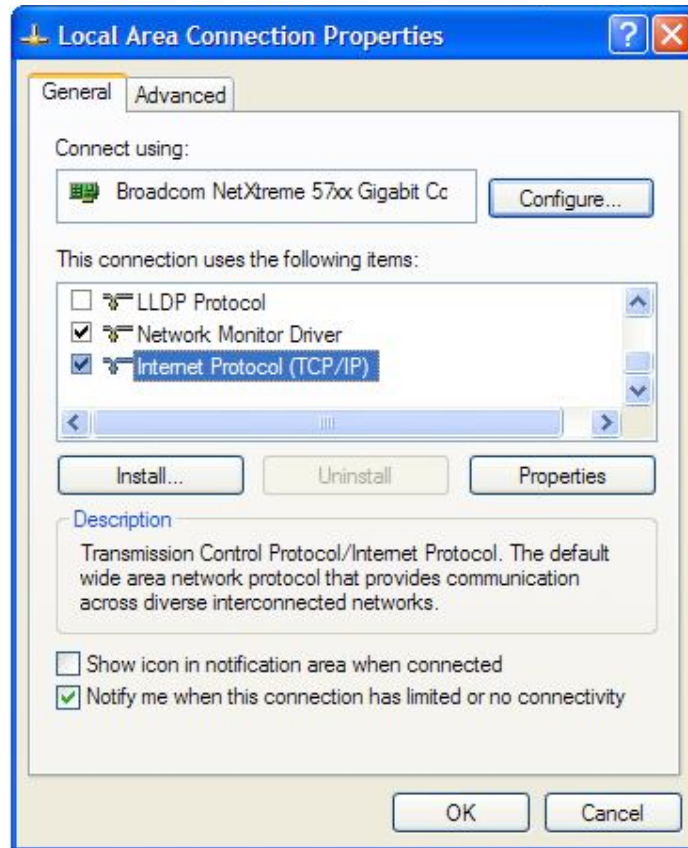 Local Area Connection Properties
General
Advanced
Connect using:
Broadcom NetXtreme 57xx Gigabit Cc
Configure...
This connection uses the following items:
LLDP Protocol
Network Monitor Driver
Internet Protocol (TCP/IP)
Install...
Uninstall
Properties
Description
Transmission Control Protocol/Internet Protocol. The default
wide area network protocol that provides communication
across diverse interconnected networks.
Show icon in notification area when connected
Notify me when this connection has limited or no connectivity
OK
Cancel